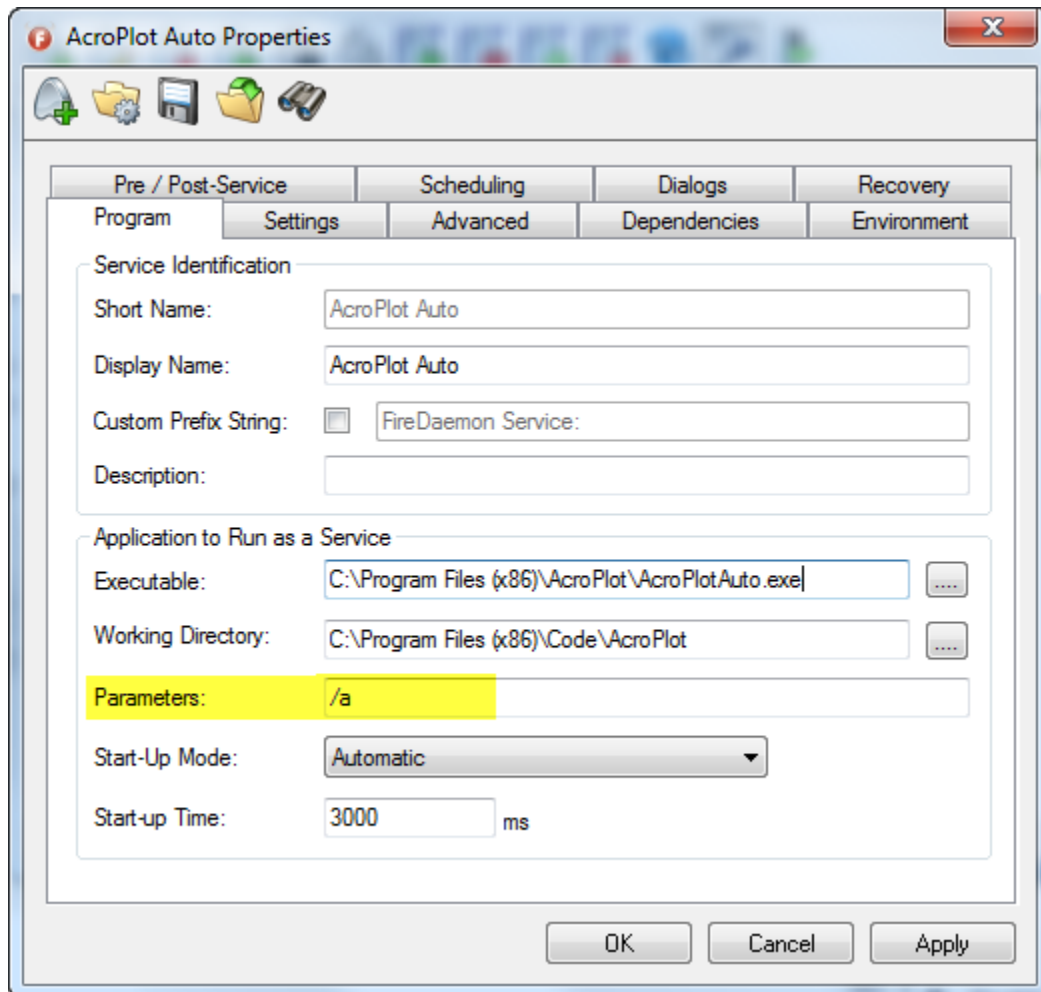 AcroPlot Auto Properties
Pre / Post-Service Scheduling Dialogs Recovery
Program Settings Advanced Dependencies Environment
Service Identification
Short Name: AcroPlot Auto
Display Name: AcroPlot Auto
Custom Prefix String: FireDaemon Service:
Description:
Application to Run as a Service
Executable: C:\Program Files (x86)\AcroPlot\AcroPlotAuto.exe ....
Working Directory: C:\Program Files (x86)\Code\AcroPlot ....
Parameters: /a
Start-Up Mode: Automatic
Start-up Time: 3000 ms
OK Cancel Apply